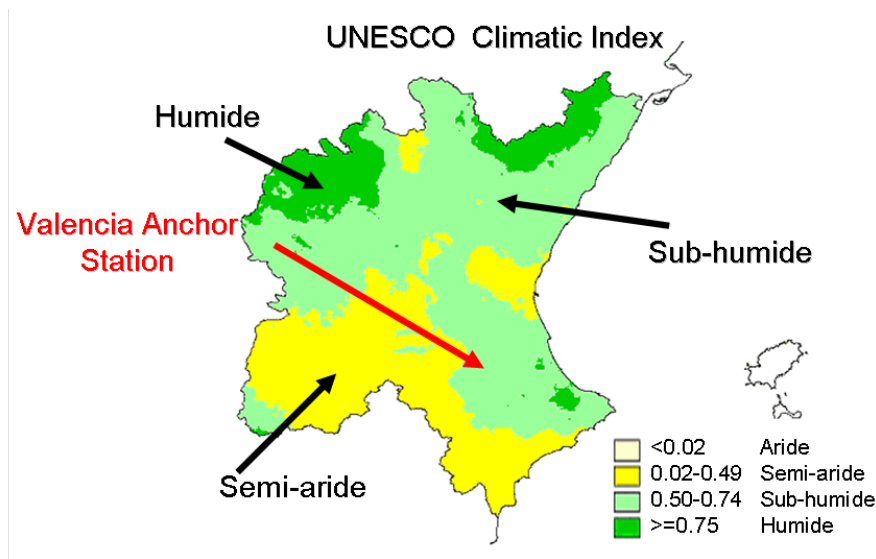 UNESCO Climatic Index
Humide
Valencia Anchor
Station
Sub-humide
Semi-aride
<0.02 Aride
0.02-0.49 Semi-aride
0.50-0.74 Sub-humide
>=0.75 Humide